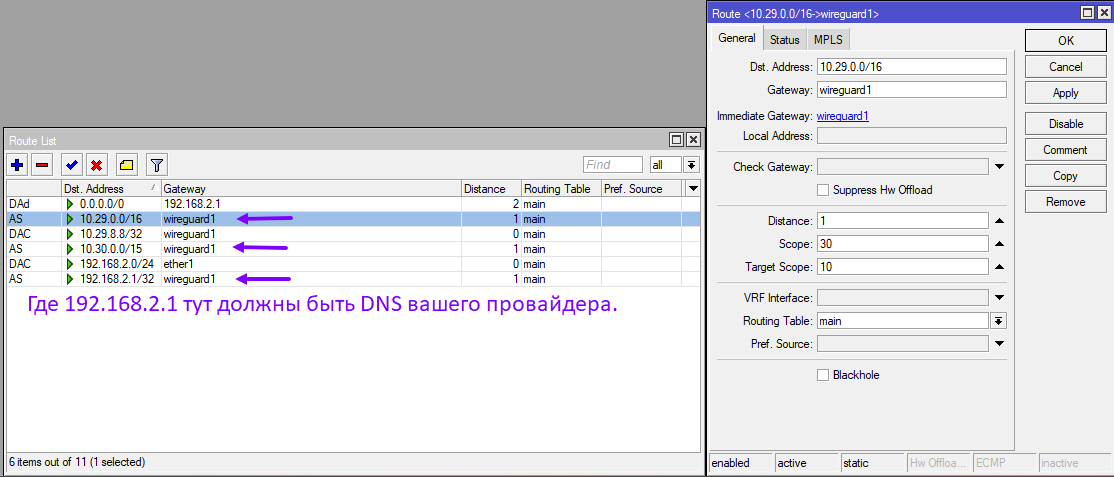 Route List
Find
all
Dst. Address / Gateway Distance Routing Table Pref. Source
DAd 0.0.0.0/0 192.168.2.1 2 main
AS 10.29.0.0/16 wireguard1 1 main
DAC 10.29.8.8/32 wireguard1 0 main
AS 10.30.0.0/15 wireguard1 1 main
DAC 192.168.2.0/24 ether1 0 main
AS 192.168.2.1/32 wireguard1 1 main
Где 192.168.2.1 тут должны быть DNS вашего провайдера.
6 items out of 11 (1 selected)
Route <10.29.0.0/16->wireguard1>
General Status MPLS
Dst. Address: 10.29.0.0/16
Gateway: wireguard1
Immediate Gateway: wireguard1
Local Address:
Check Gateway:
Suppress Hw Offload
Distance: 1
Scope: 30
Target Scope: 10
VRF Interface:
Routing Table: main
Pref. Source:
Blackhole
OK
Cancel
Apply
Disable
Comment
Copy
Remove
enabled active static Hw Offloa... ECMP inactive